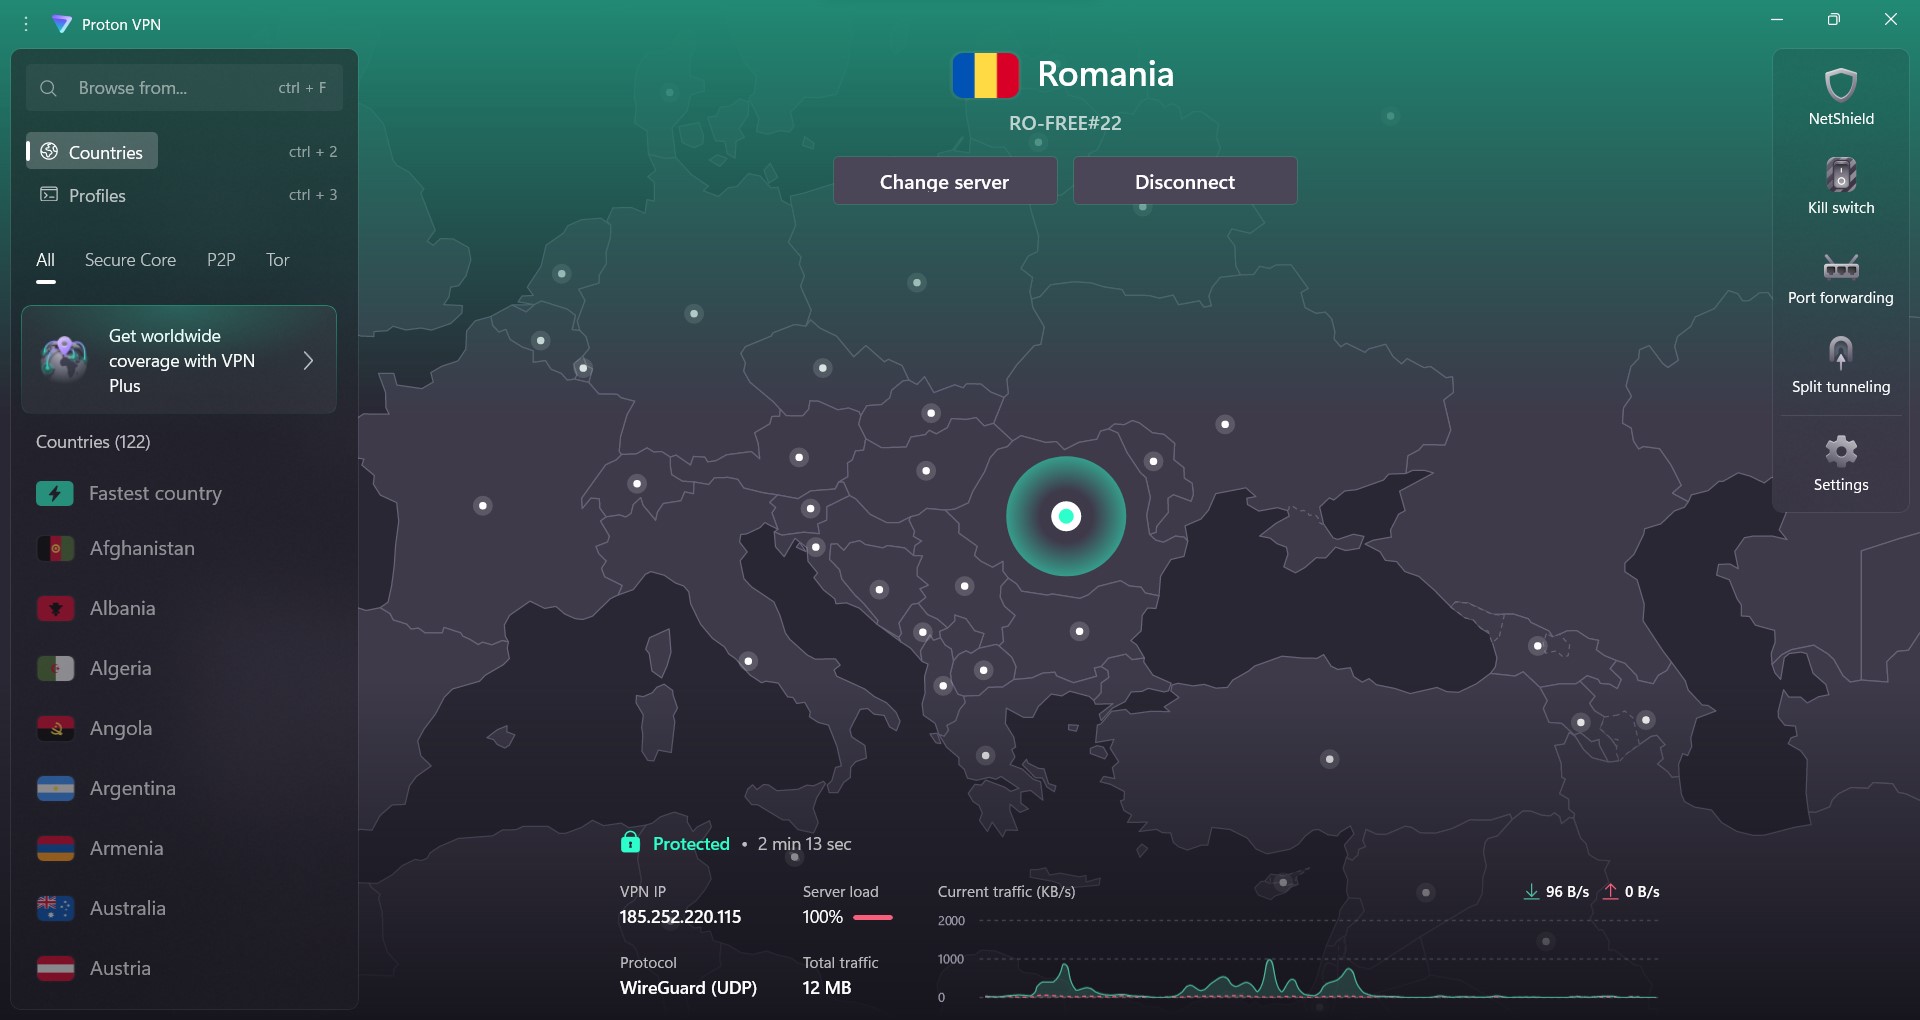 Proton VPN
Browse from...
ctrl + F
Countries
ctrl + 2
Profiles
ctrl + 3
All
Secure Core
P2P
Tor
Get worldwide
coverage with VPN
Plus
Countries (122)
Fastest country
Afghanistan
Albania
Algeria
Angola
Argentina
Armenia
Australia
Austria
Romania
RO-FREE#22
Change server
Disconnect
NetShield
Kill switch
Port forwarding
Split tunneling
Settings
Protected • 2 min 13 sec
VPN IP
185.252.220.115
Server load
100%
Protocol
WireGuard (UDP)
Total traffic
12 MB
Current traffic (KB/s)
96 B/s
0 B/s
2000
1000
0